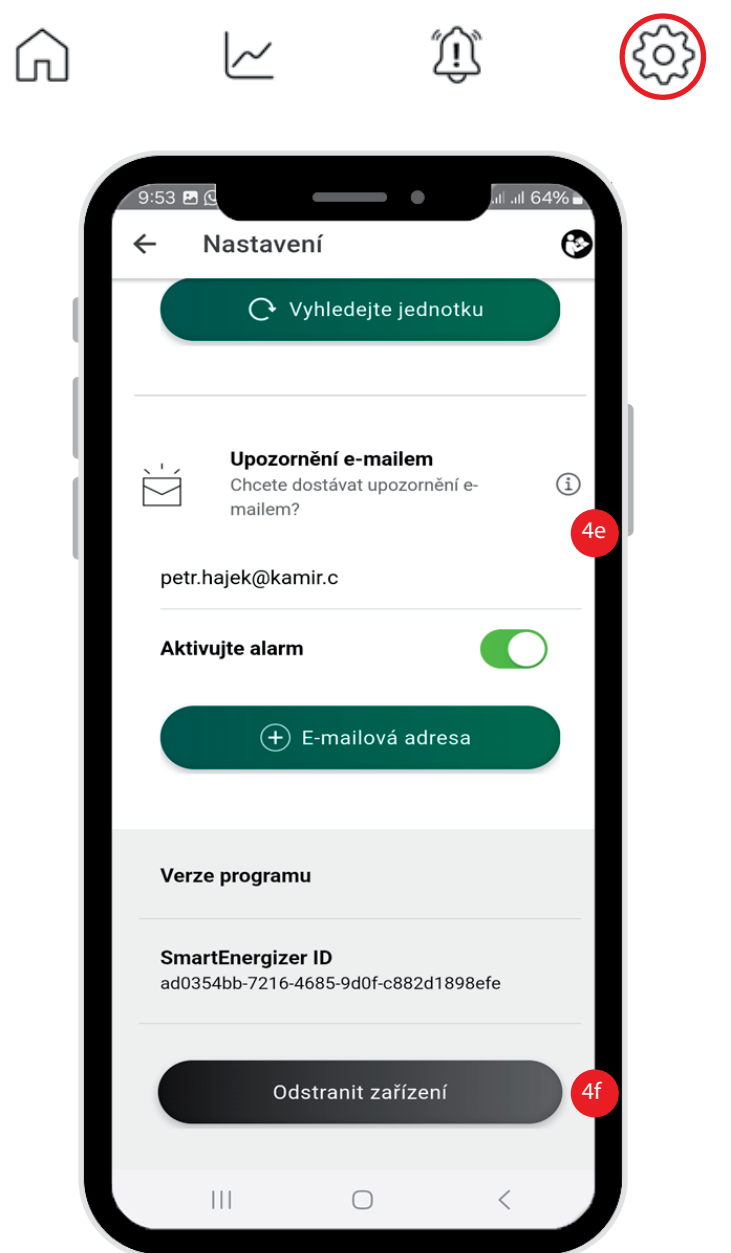 9:53 64%
Nastavení
Vyhledejte jednotku
Upozornění e-mailem
Chcete dostávat upozornění e-
mailem?
4e
petr.hajek@kamir.c
Aktivujte alarm
E-mailová adresa
Verze programu
SmartEnergizer ID
ad0354bb-7216-4685-9d0f-c882d1898efe
Odstranit zařízení
4f